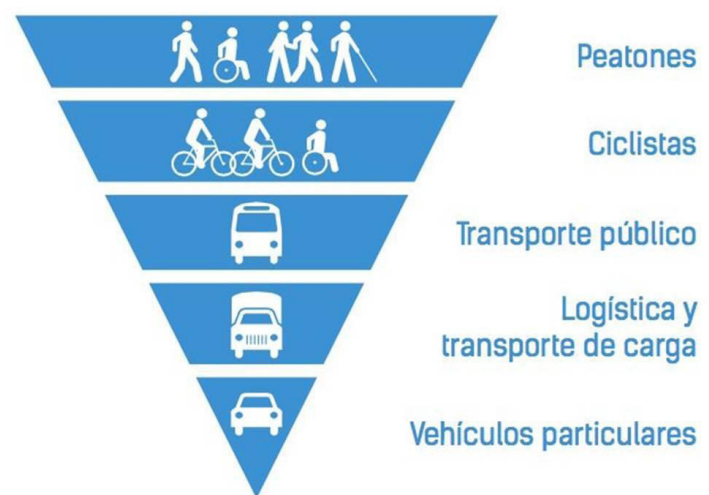 Peatones
Ciclistas
Transporte público
Logística y
transporte de carga
Vehículos particulares